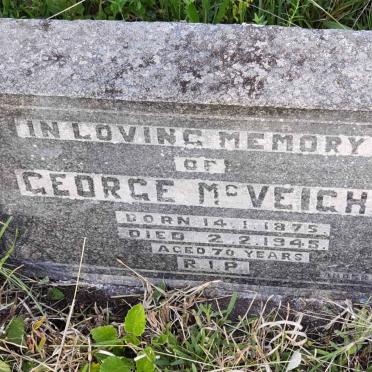 IN LOVING MEMORY
OF
GEORGE McVEIGH
BORN 14.1.1875
DIED 2.2.1945
AGED 70 YEARS
R.I.P.